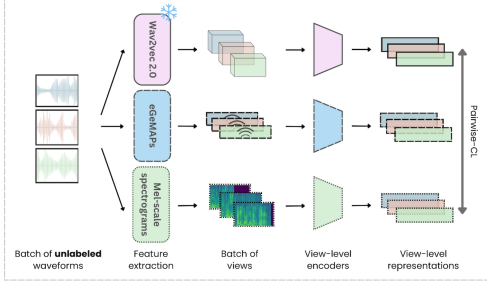 Wav2vec 2.0
eGeMAPs
Mel-scale
spectrograms
Pairwise-CL
Batch of unlabeled
waveforms
Feature
extraction
Batch of
views
View-level
encoders
View-level
representations